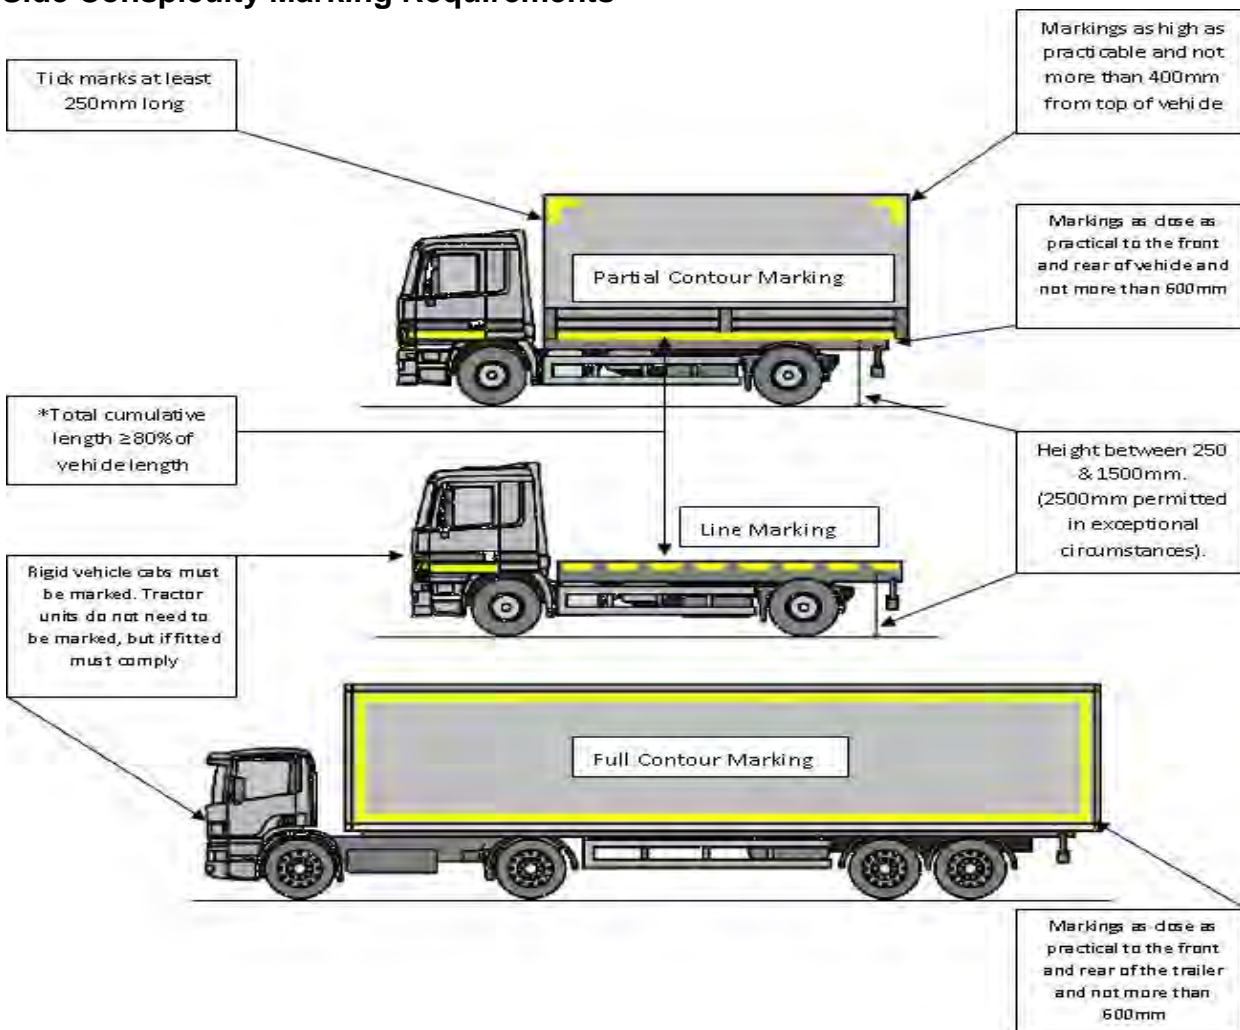 Side Conspicuity Marking Requirements
Markings as high as
practicable and not
more than 400mm
from top of vehicle
Tick marks at least
250mm long
Markings as close as
practical to the front
and rear of vehicle and
not more than 600mm
Partial Contour Marking
*Total cumulative
length ≥80% of
vehicle length
Height between 250
& 1500mm.
(2500mm permitted
in exceptional
circumstances).
Line Marking
Rigid vehicle cabs must
be marked. Tractor
units do not need to
be marked, but if fitted
must comply
Full Contour Marking
Markings as close as
practical to the front
and rear of the trailer
and not more than
600mm